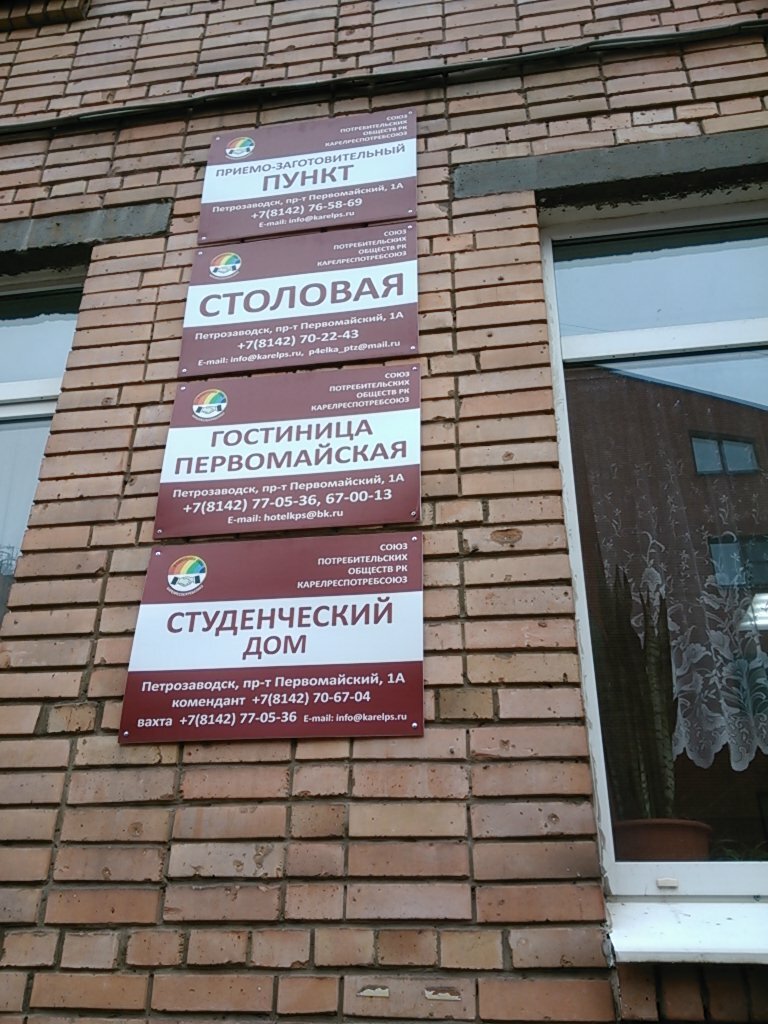 СОЮЗ
ПОТРЕБИТЕЛЬСКИХ
ОБЩЕСТВ РК
КАРЕЛРЕСПОТРЕБСОЮЗ
ПРИЕМО-ЗАГОТОВИТЕЛЬНЫЙ
ПУНКТ
Петрозаводск, пр-т Первомайский, 1А
+7(8142) 76-58-69
E-mail: info@karelps.ru
СОЮЗ
ПОТРЕБИТЕЛЬСКИХ
ОБЩЕСТВ РК
КАРЕЛРЕСПОТРЕБСОЮЗ
СТОЛОВАЯ
Петрозаводск, пр-т Первомайский, 1А
+7(8142) 70-22-43
E-mail: info@karelps.ru, p4elka_ptz@mail.ru
СОЮЗ
ПОТРЕБИТЕЛЬСКИХ
ОБЩЕСТВ РК
КАРЕЛРЕСПОТРЕБСОЮЗ
ГОСТИНИЦА
ПЕРВОМАЙСКАЯ
Петрозаводск, пр-т Первомайский, 1А
+7(8142) 77-05-36, 67-00-13
E-mail: hotelkps@bk.ru
СОЮЗ
ПОТРЕБИТЕЛЬСКИХ
ОБЩЕСТВ РК
КАРЕЛРЕСПОТРЕБСОЮЗ
СТУДЕНЧЕСКИЙ
ДОМ
Петрозаводск, пр-т Первомайский, 1А
комендант +7(8142) 70-67-04
вахта +7(8142) 77-05-36 E-mail: info@karelps.ru